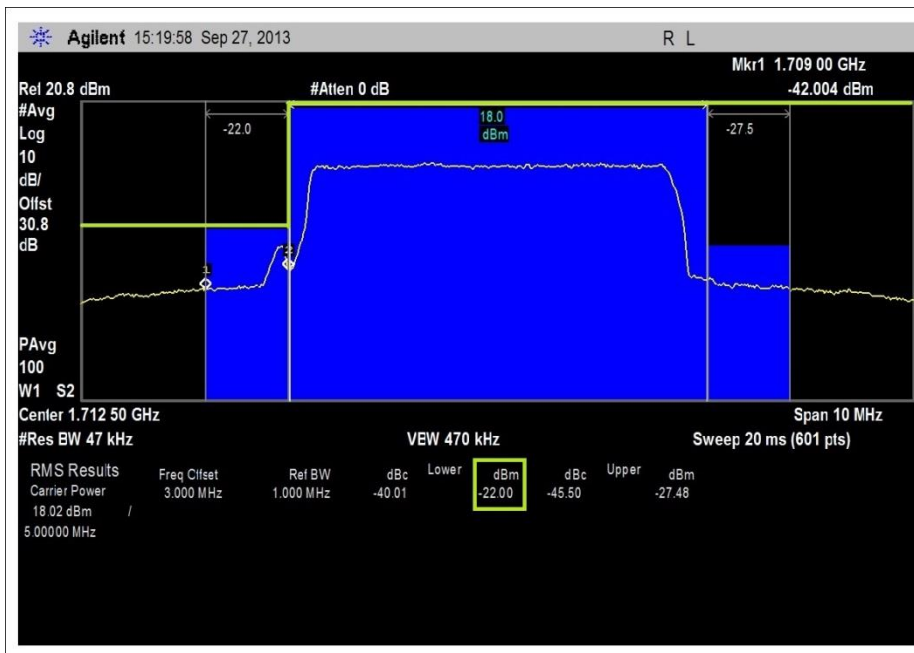 Agilent 15:19:58 Sep 27, 2013 R L
Mkr1 1.709 00 GHz
Ref 20.8 dBm #Atten 0 dB -42.004 dBm
#Avg
Log
10
dB/
Offst
30.8
dB
-22.0
18.0
dBm
-27.5
1
2
PAvg
100
W1 S2
Center 1.712 50 GHz Span 10 MHz
#Res BW 47 kHz VEW 470 kHz Sweep 20 ms (601 pts)
RMS Results Freq Offset Ref BW dBc Lower dBm dBc Upper dBm
Carrier Power 3.000 MHz 1.000 MHz -40.01 -22.00 -45.50 -27.48
18.02 dBm /
5.00000 MHz